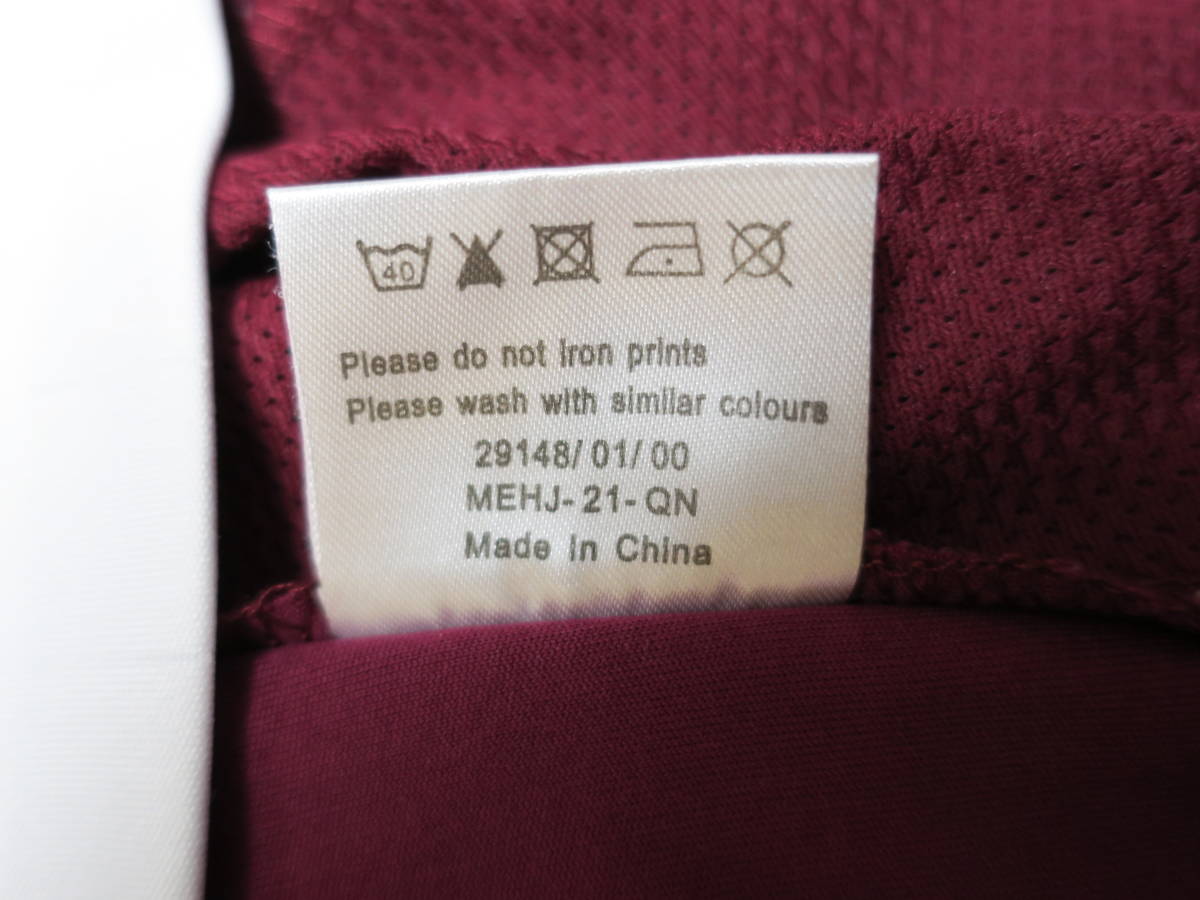 40
Please do not iron prints
Please wash with similar colours
29148/01/00
MEHJ-21-QN
Made in China